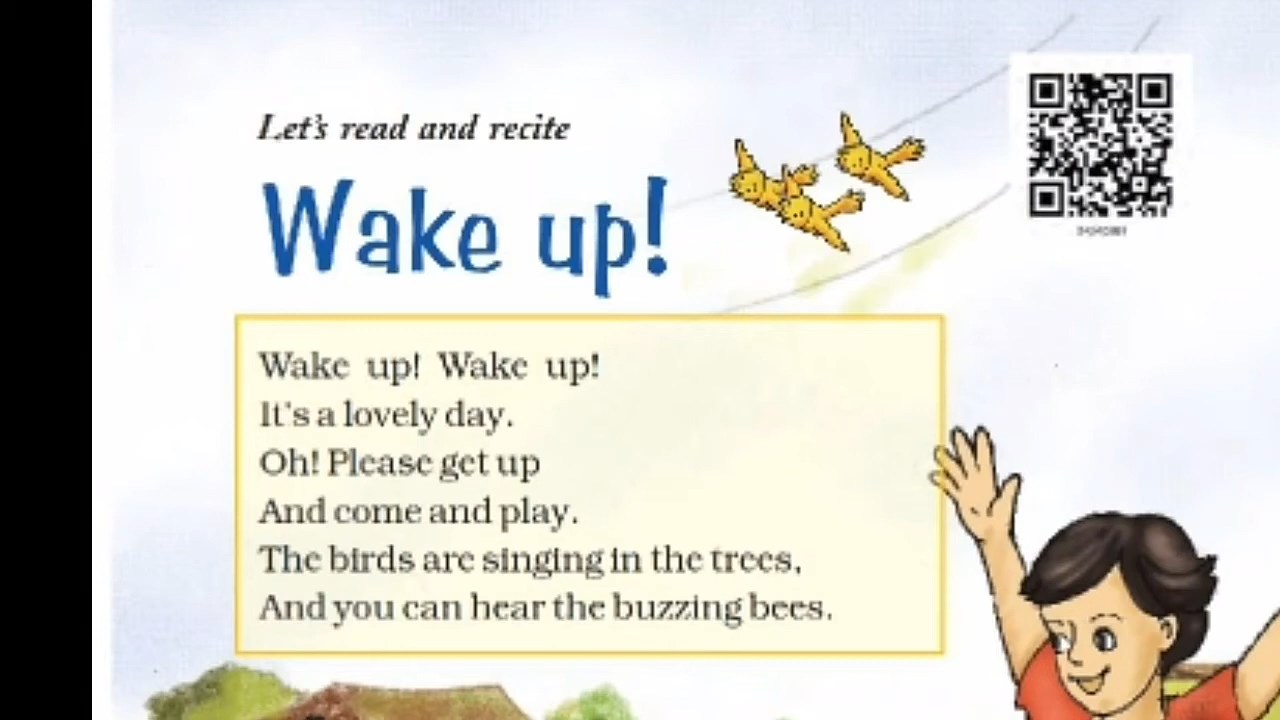 Let's read and recite
Wake up!
Wake up! Wake up!
It's a lovely day.
Oh! Please get up
And come and play.
The birds are singing in the trees,
And you can hear the buzzing bees.